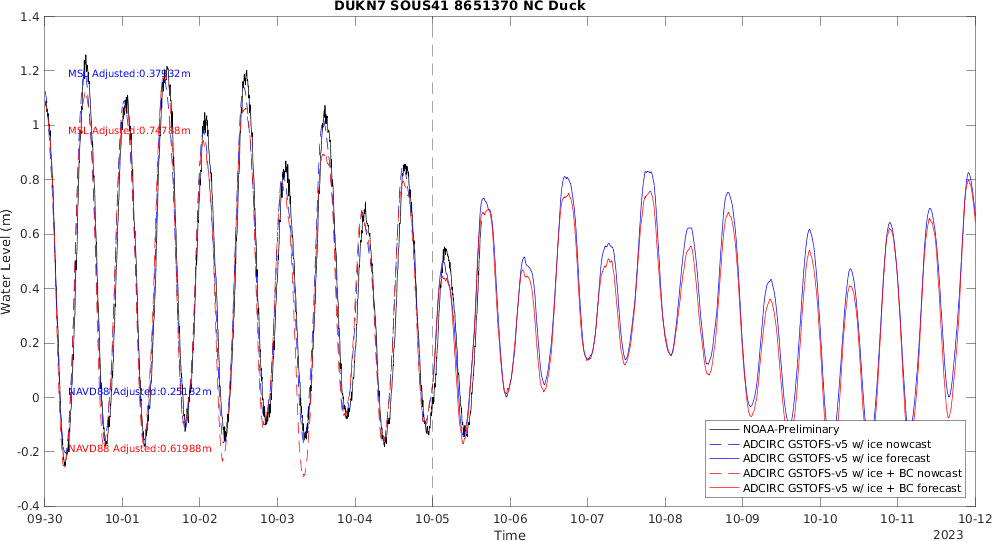 DUKN7 SOUS41 8651370 NC Duck
1.4
1.2
1
0.8
0.6
0.4
0.2
0
-0.2
-0.4
Water Level (m)
MSL Adjusted:0.37932m
MSL Adjusted:0.74788m
NAVD88 Adjusted:0.25132m
NAVD88 Adjusted:0.61988m
NOAA-Preliminary
ADCIRC GSTOFS-v5 w/ ice nowcast
ADCIRC GSTOFS-v5 w/ ice forecast
ADCIRC GSTOFS-v5 w/ ice + BC nowcast
ADCIRC GSTOFS-v5 w/ ice + BC forecast
09-30 10-01 10-02 10-03 10-04 10-05 10-06 10-07 10-08 10-09 10-10 10-11 10-12
Time
2023